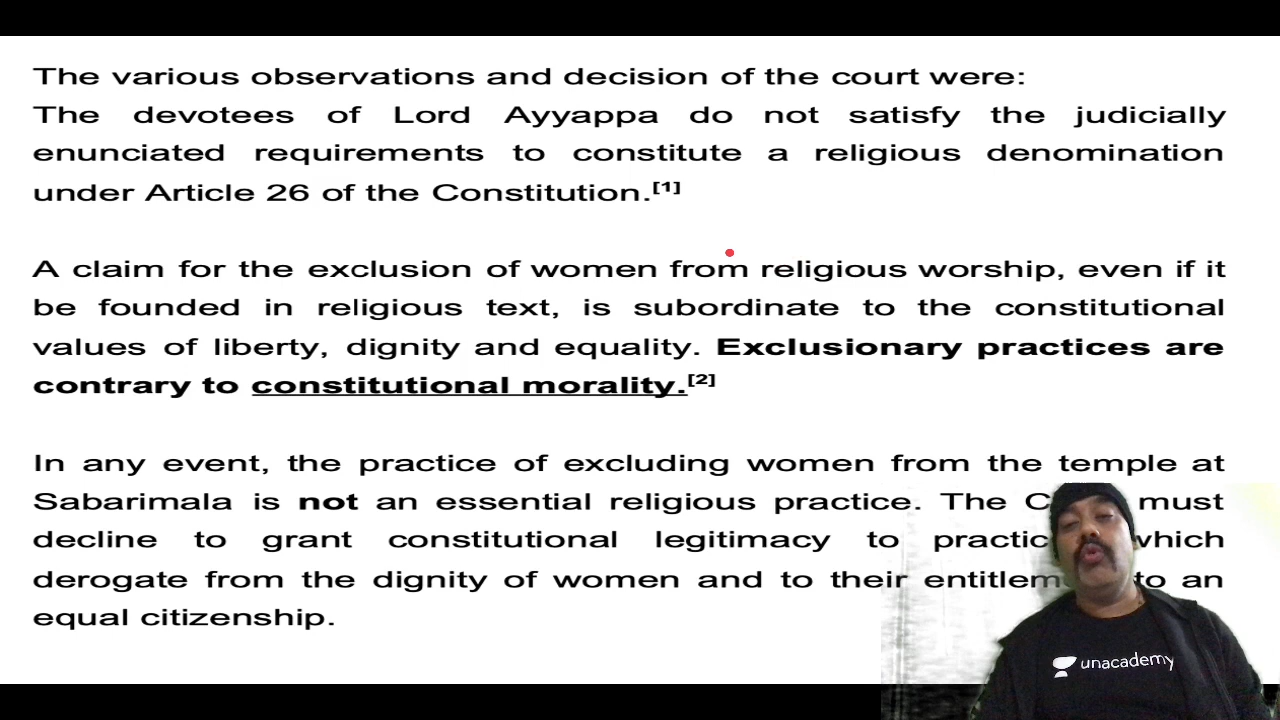 The various observations and decision of the court were:
The devotees of Lord Ayyappa do not satisfy the judicially
enunciated requirements to constitute a religious denomination
under Article 26 of the Constitution.[1]
A claim for the exclusion of women from religious worship, even if it
be founded in religious text, is subordinate to the constitutional
values of liberty, dignity and equality. Exclusionary practices are
contrary to constitutional morality.[2]
In any event, the practice of excluding women from the temple at
Sabarimala is not an essential religious practice. The must
decline to grant constitutional legitimacy to which
derogate from the dignity of women and to their to an
equal citizenship.
unacademy